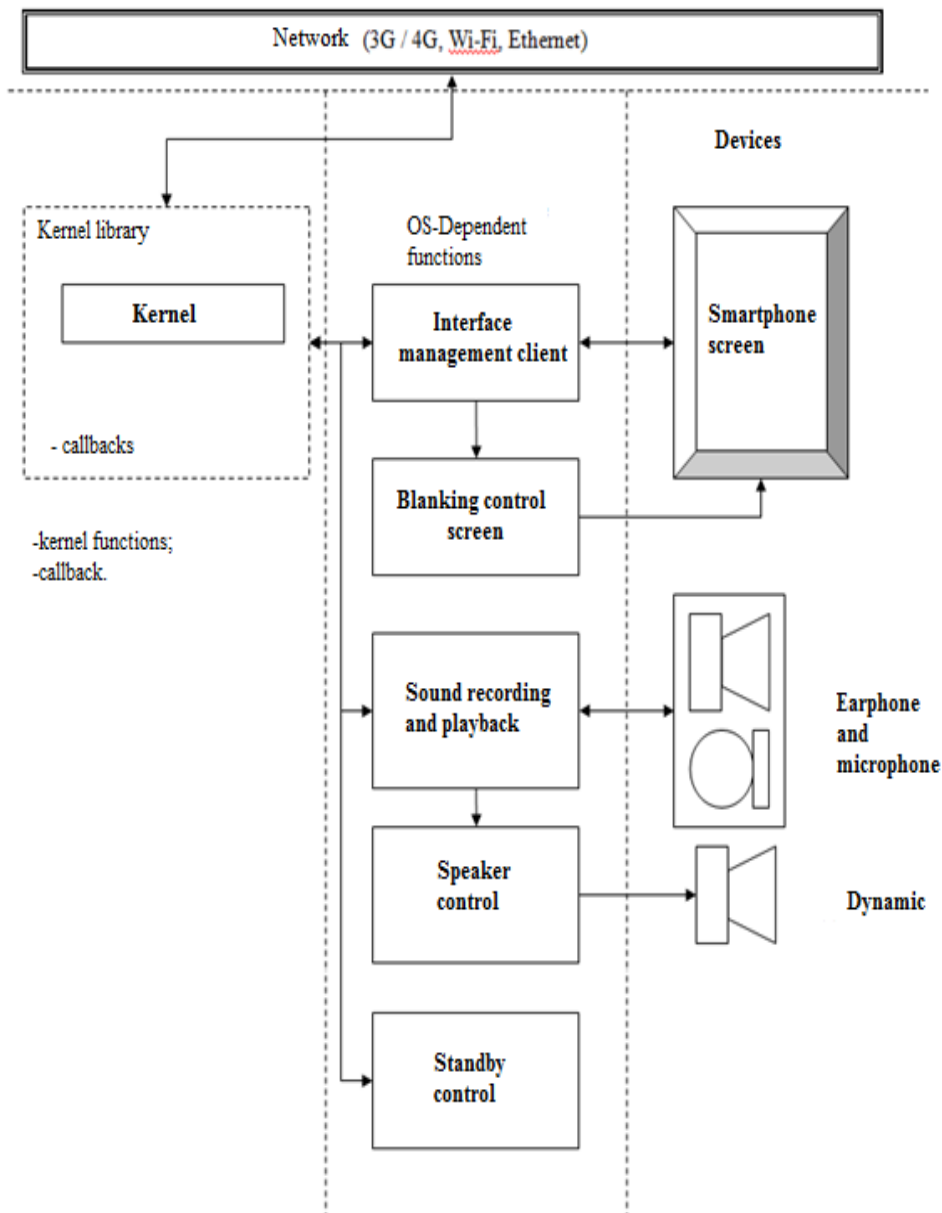 Network (3G / 4G, Wi-Fi, Ethernet)
Devices
Kernel library
Kernel
- callbacks
-kernel functions;
-callback.
OS-Dependent
functions
Interface
management client
Smartphone
screen
Blanking control
screen
Sound recording
and playback
Earphone
and
microphone
Speaker
control
Dynamic
Standby
control